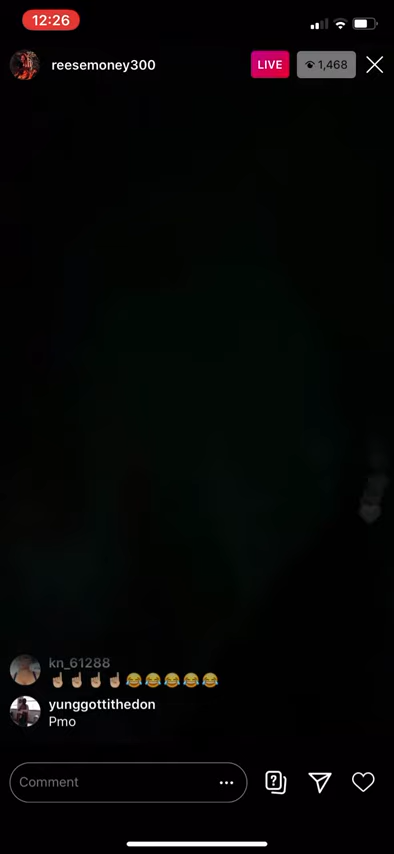 12:26
reesemoney300
LIVE
1,468
kn_61288
☝🏼☝🏼☝🏼☝🏼😂😂😂😂😂
yunggottithedon
Pmo
Comment